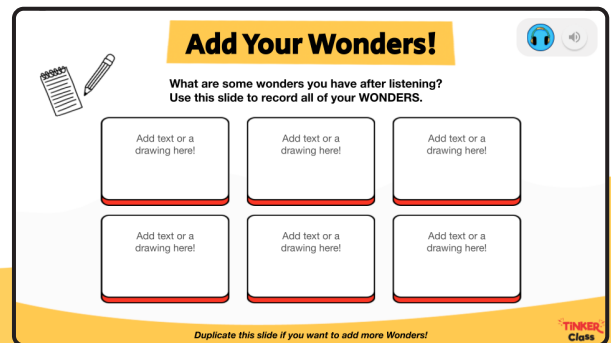 Add Your Wonders!
What are some wonders you have after listening?
Use this slide to record all of your WONDERS.
Add text or a
drawing here!
Add text or a
drawing here!
Add text or a
drawing here!
Add text or a
drawing here!
Add text or a
drawing here!
Add text or a
drawing here!
Duplicate this slide if you want to add more Wonders!
TINKER
Class